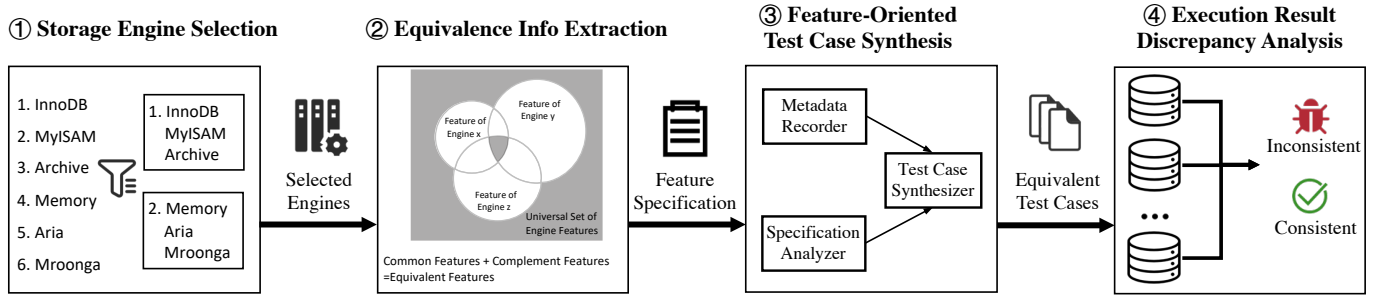 ① Storage Engine Selection
1. InnoDB
2. MyISAM
3. Archive
4. Memory
5. Aria
6. Mroonga
1. InnoDB
MyISAM
Archive
2. Memory
Aria
Mroonga
Selected
Engines
② Equivalence Info Extraction
Feature of
Engine x
Feature of
Engine y
Feature of
Engine z
Universal Set of
Engine Features
Common Features + Complement Features
=Equivalent Features
Feature
Specification
③ Feature-Oriented
Test Case Synthesis
Metadata
Recorder
Test Case
Synthesizer
Specification
Analyzer
Equivalent
Test Cases
④ Execution Result
Discrepancy Analysis
...
Inconsistent
Consistent